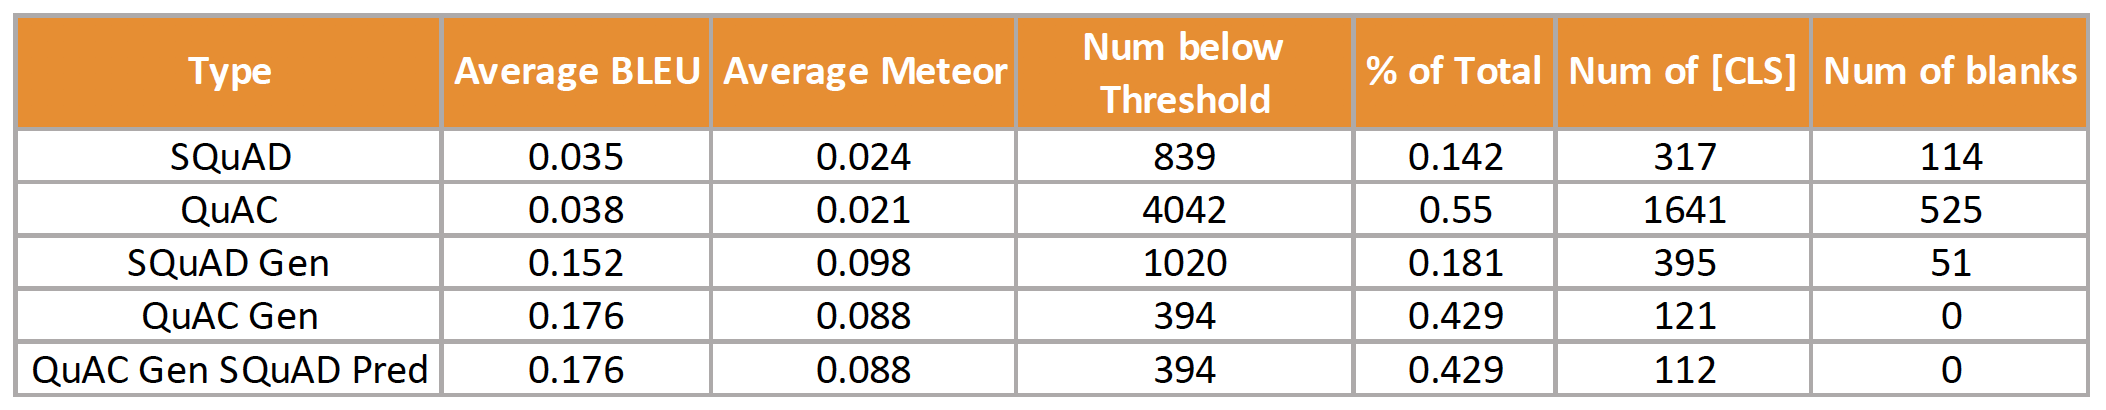 Type Average BLEU Average Meteor Num below Threshold % of Total Num of [CLS] Num of blanks
SQuAD 0.035 0.024 839 0.142 317 114
QuAC 0.038 0.021 4042 0.55 1641 525
SQuAD Gen 0.152 0.098 1020 0.181 395 51
QuAC Gen 0.176 0.088 394 0.429 121 0
QuAC Gen SQuAD Pred 0.176 0.088 394 0.429 112 0